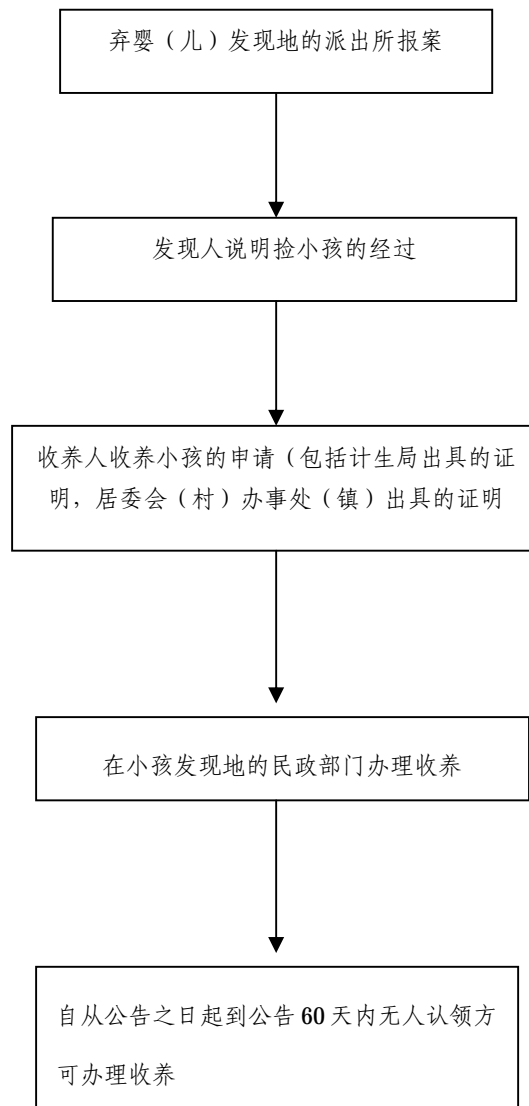 弃婴（儿）发现地的派出所报案
发现人说明捡小孩的经过
收养人收养小孩的申请（包括计生局出具的证
明，居委会（村）办事处（镇）出具的证明
在小孩发现地的民政部门办理收养
自从公告之日起到公告 60 天内无人认领方
可办理收养